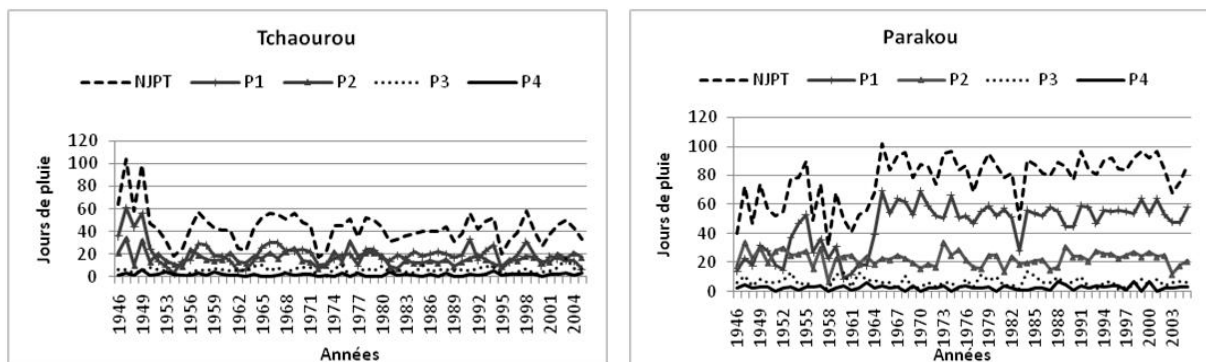 Tchaourou
NJPT P1 P2 P3 P4
Jours de pluie
120
100
80
60
40
20
0
1946 1949 1953 1955 1959 1962 1965 1968 1971 1974 1977 1980 1983 1986 1989 1992 1995 1998 2001 2004
Années
Parakou
NJPT P1 P2 P3 P4
Jours de pluie
120
100
80
60
40
20
0
1946 1949 1952 1955 1958 1961 1964 1967 1970 1973 1976 1979 1982 1985 1988 1991 1994 1997 2000 2003
Années